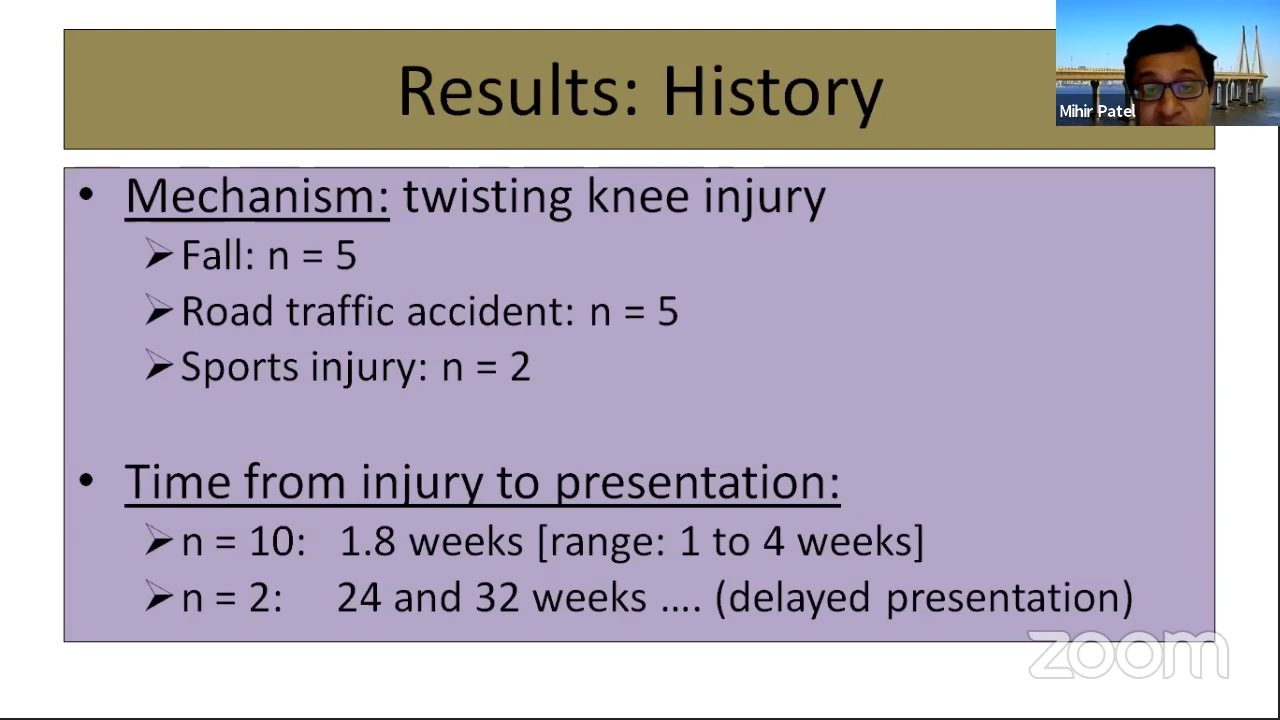 Results: History
Mihir Patel
• Mechanism: twisting knee injury
➢ Fall: n = 5
➢ Road traffic accident: n = 5
➢ Sports injury: n = 2
• Time from injury to presentation:
➢ n = 10: 1.8 weeks [range: 1 to 4 weeks]
➢ n = 2: 24 and 32 weeks …. (delayed presentation)
zoom